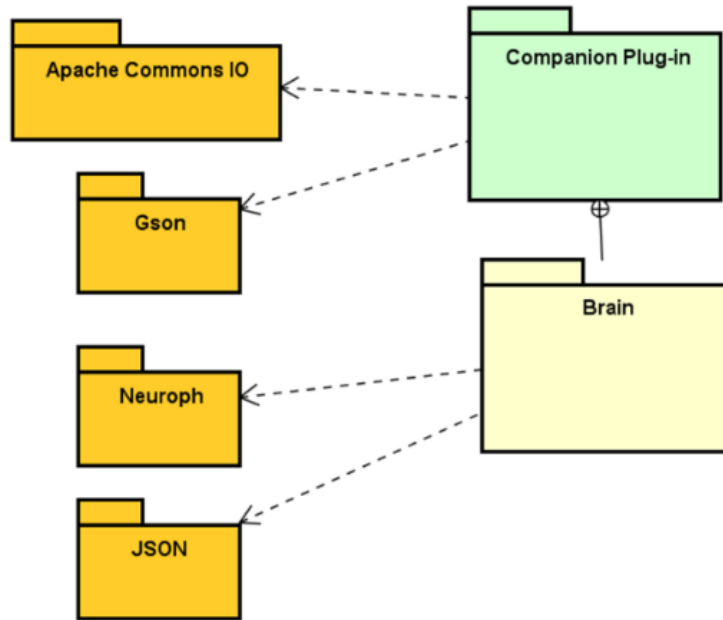 Apache Commons IO
Companion Plug-in
Gson
Brain
Neuroph
JSON